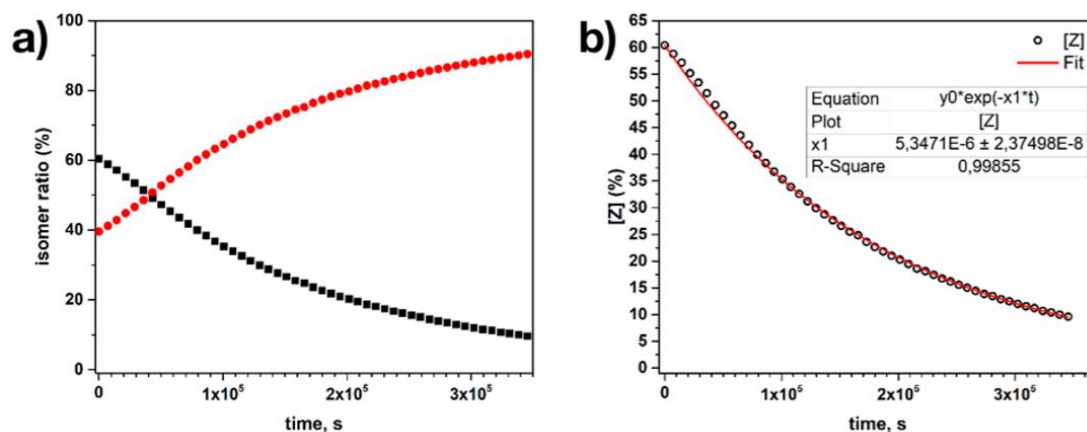 a)
100
80
60
40
20
0
isomer ratio (%)
0
1x10⁵
2x10⁵
3x10⁵
time, s
b)
65
60
55
50
45
40
35
30
25
20
15
10
5
0
[Z] (%)
[Z]
Fit
Equation y0*exp(-x1*t)
Plot [Z]
x1 5,3471E-6 ± 2,37498E-8
R-Square 0,99855
0
1x10⁵
2x10⁵
3x10⁵
time, s